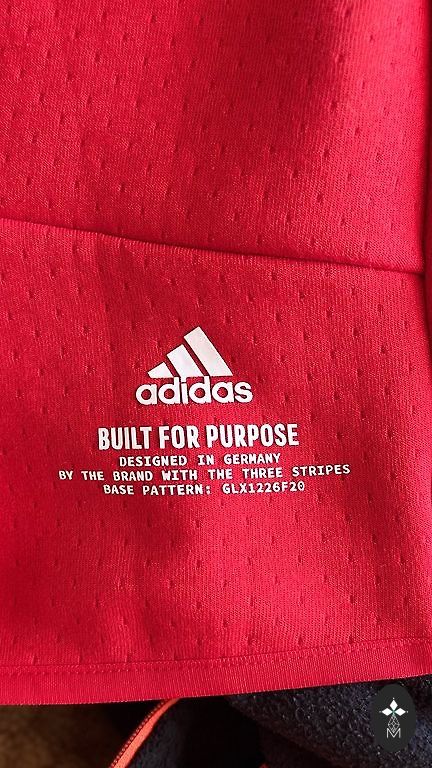 adidas
BUILT FOR PURPOSE
DESIGNED IN GERMANY
BY THE BRAND WITH THE THREE STRIPES
BASE PATTERN: GLX1226F20
M